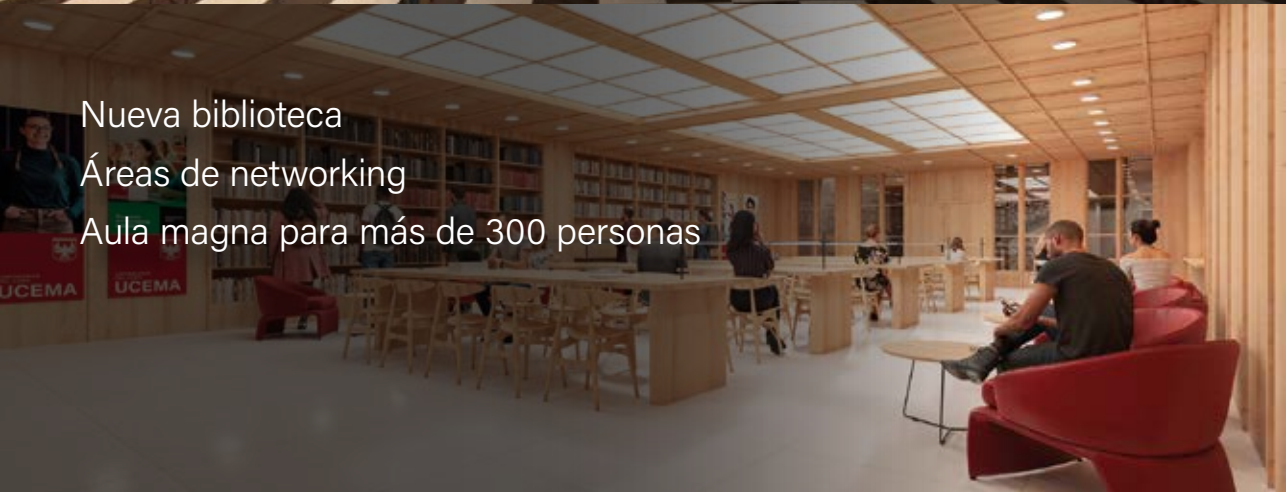 Nueva biblioteca
Áreas de networking
Aula magna para más de 300 personas
UCEMA
UCEMA